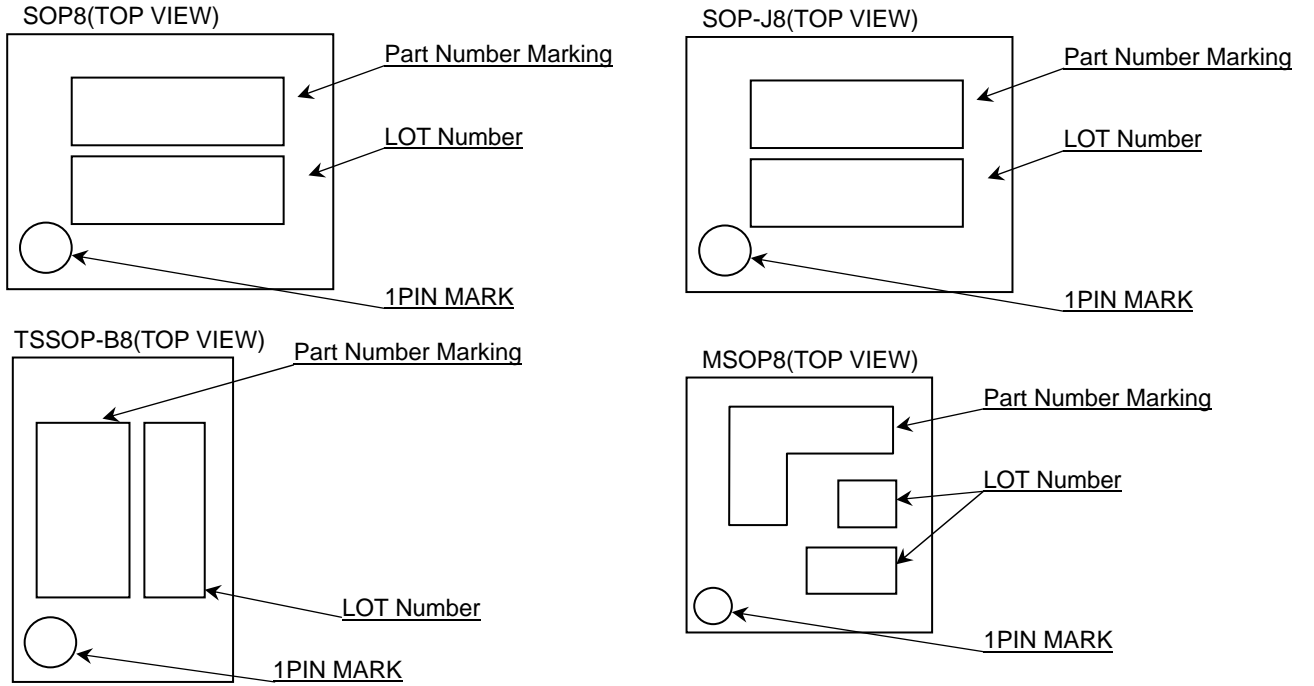 SOP8(TOP VIEW)
Part Number Marking
LOT Number
1PIN MARK
SOP-J8(TOP VIEW)
Part Number Marking
LOT Number
1PIN MARK
TSSOP-B8(TOP VIEW)
Part Number Marking
LOT Number
1PIN MARK
MSOP8(TOP VIEW)
Part Number Marking
LOT Number
1PIN MARK